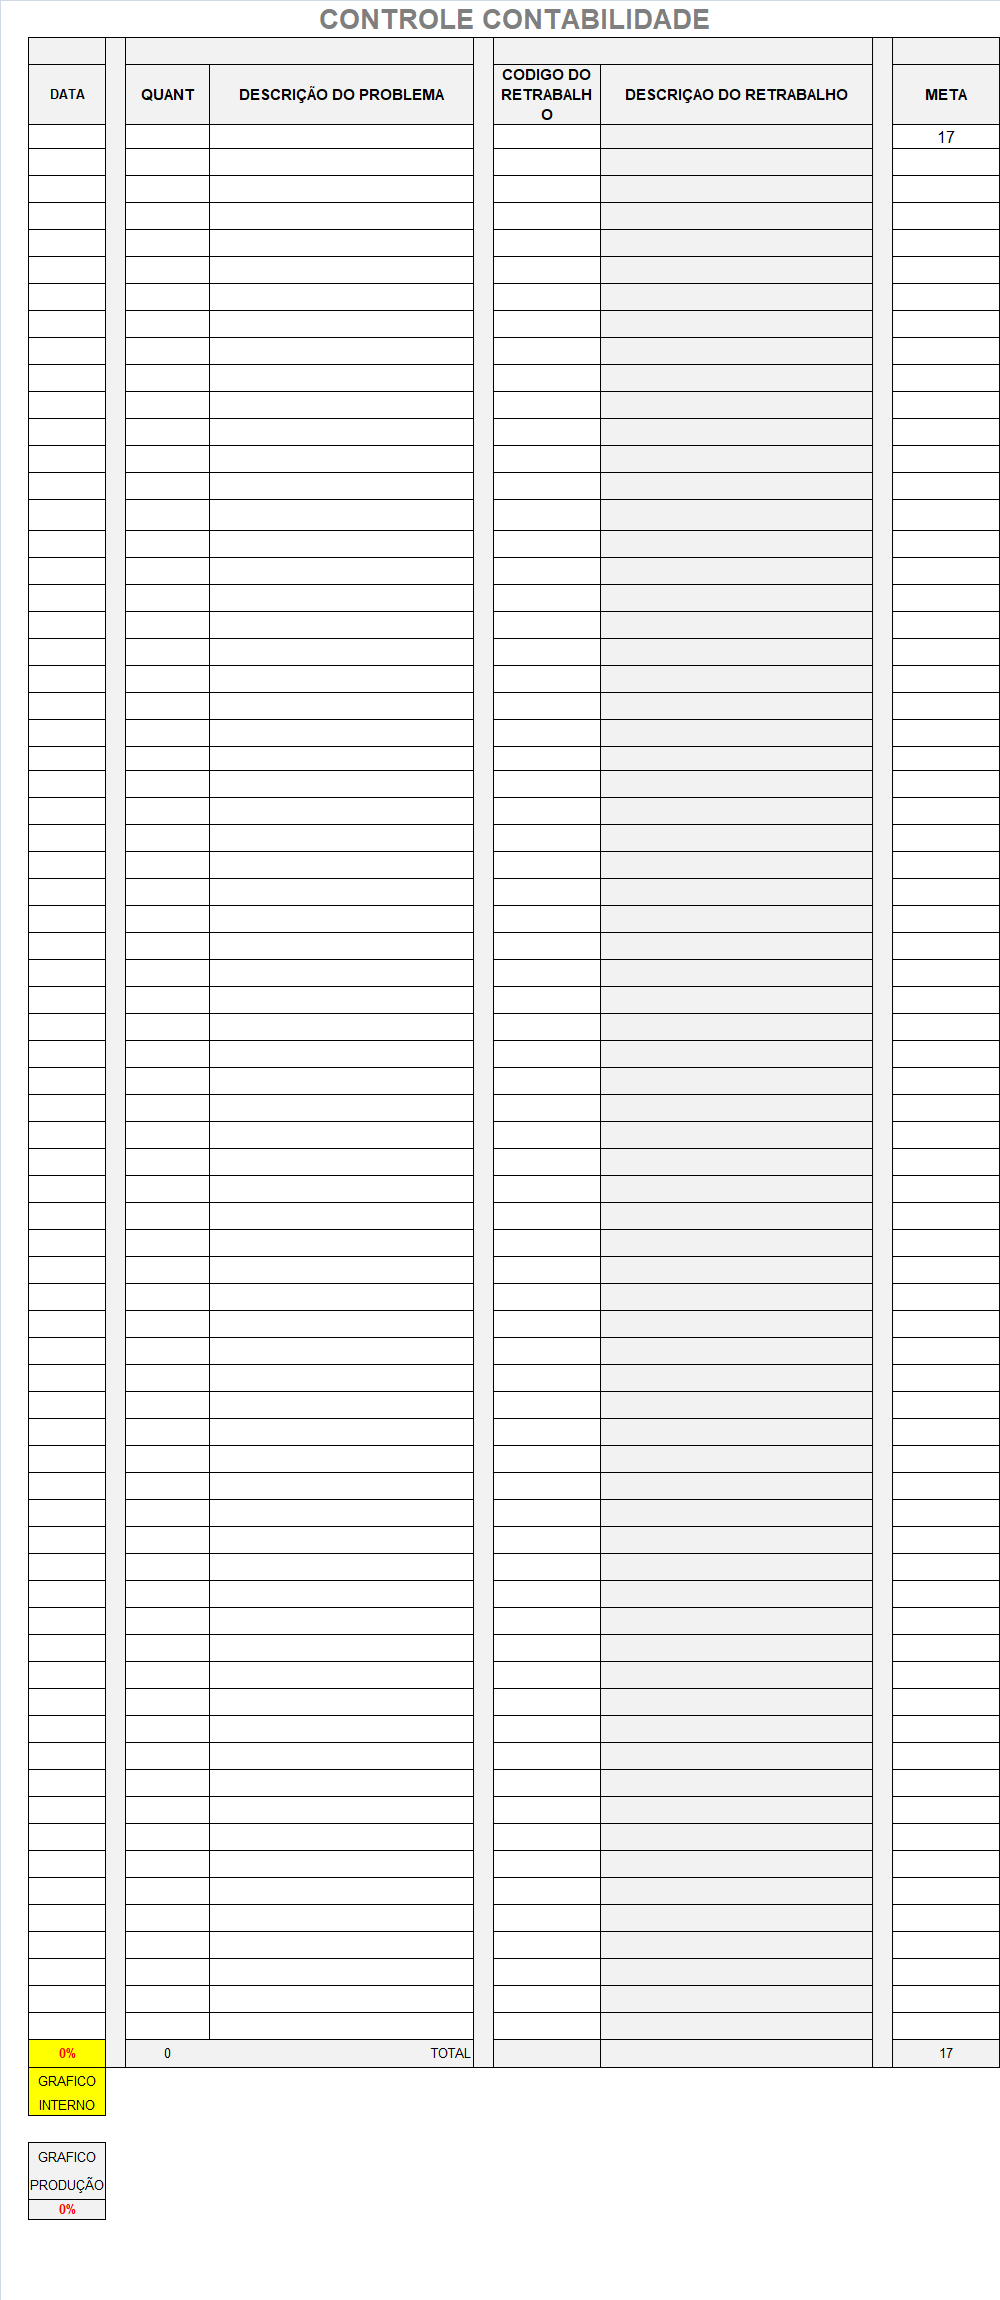 CONTROLE CONTABILIDADE
DATA
QUANT
DESCRIÇÃO DO PROBLEMA
CODIGO DO
RETRABALH
O
DESCRIÇAO DO RETRABALHO
META
17
0%
0
TOTAL
17
GRAFICO
INTERNO
GRAFICO
PRODUÇÃO
0%